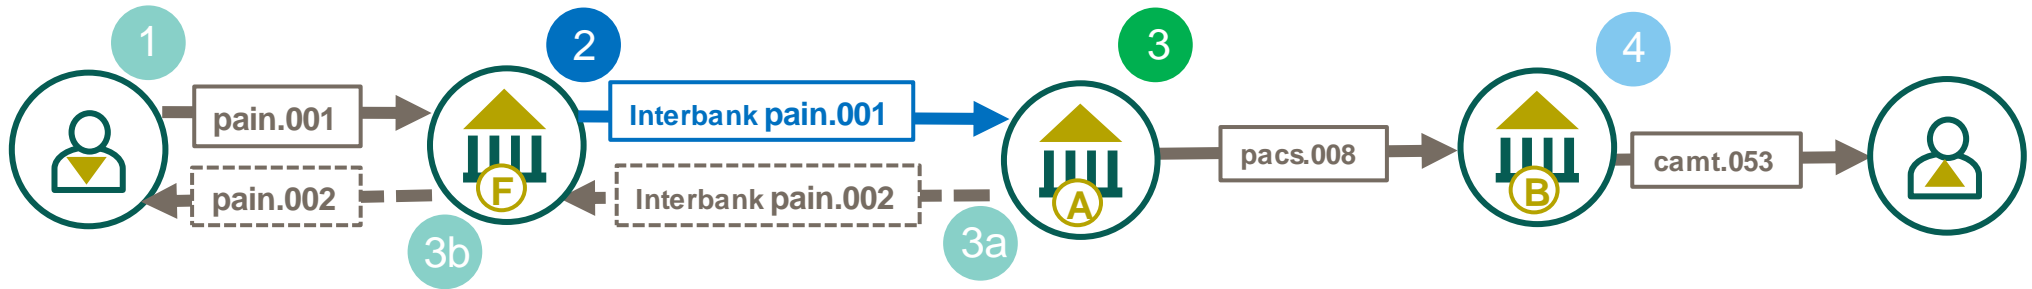 1
pain.001
pain.002
3b
F
2
Interbank pain.001
Interbank pain.002
3a
A
3
pacs.008
B
4
camt.053